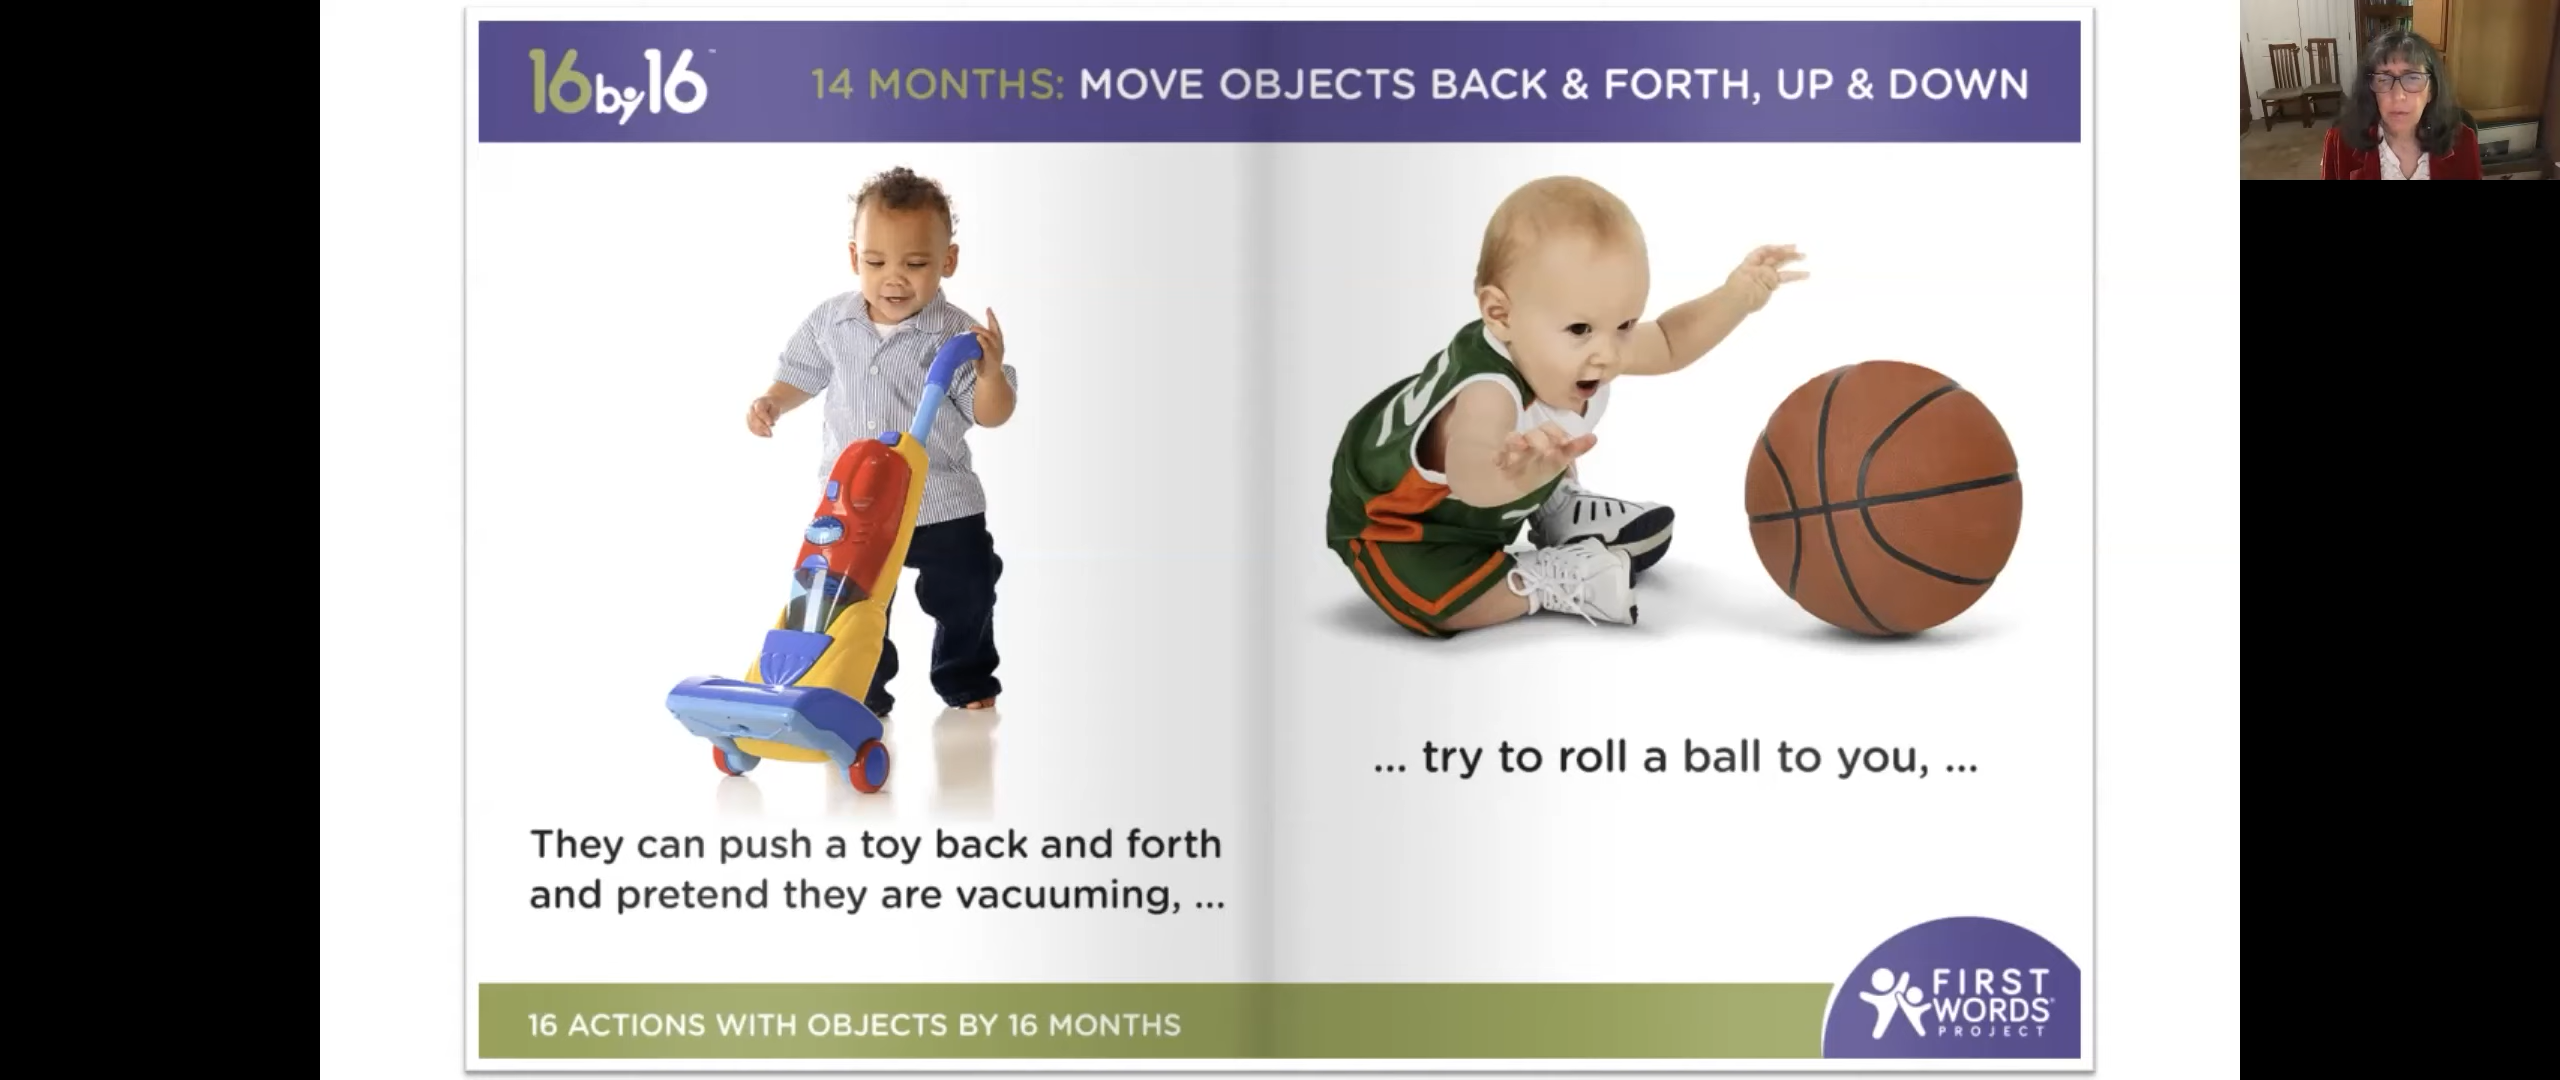 16by16™
14 MONTHS: MOVE OBJECTS BACK & FORTH, UP & DOWN
They can push a toy back and forth
and pretend they are vacuuming, ...
... try to roll a ball to you, ...
16 ACTIONS WITH OBJECTS BY 16 MONTHS
FIRST
WORDS®
PROJECT